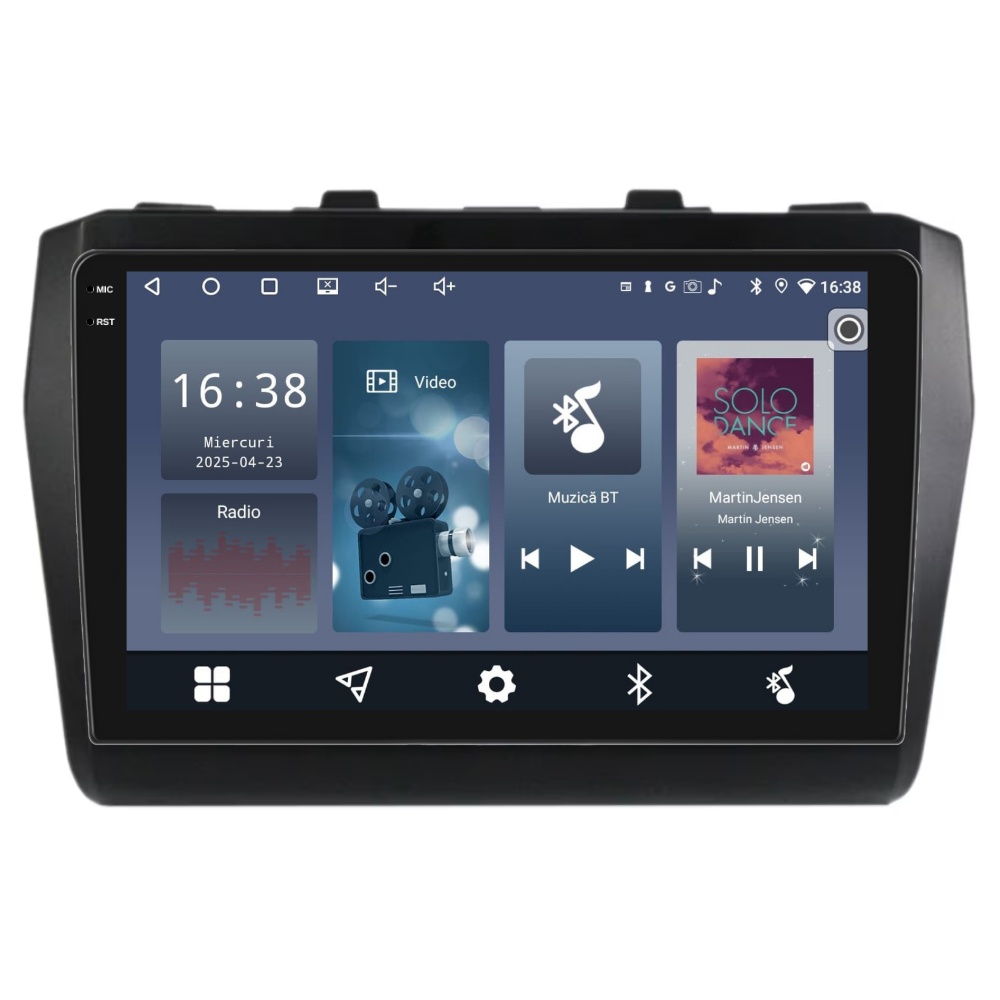 MIC
RST
16:38
16:38
Miercuri
2025-04-23
Radio
Video
Muzică BT
SOLO
DANCE
MARTIN JENSEN
MartinJensen
Martin Jensen